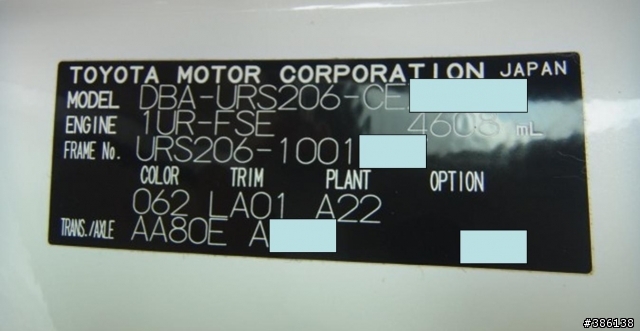 TOYOTA MOTOR CORPORATION JAPAN
MODEL DBA-URS206-CE
ENGINE 1UR-FSE 4608 mL
FRAME No. URS206-1001
COLOR TRIM PLANT OPTION
062 LA01 A22
TRANS./AXLE AA80E A
#386138